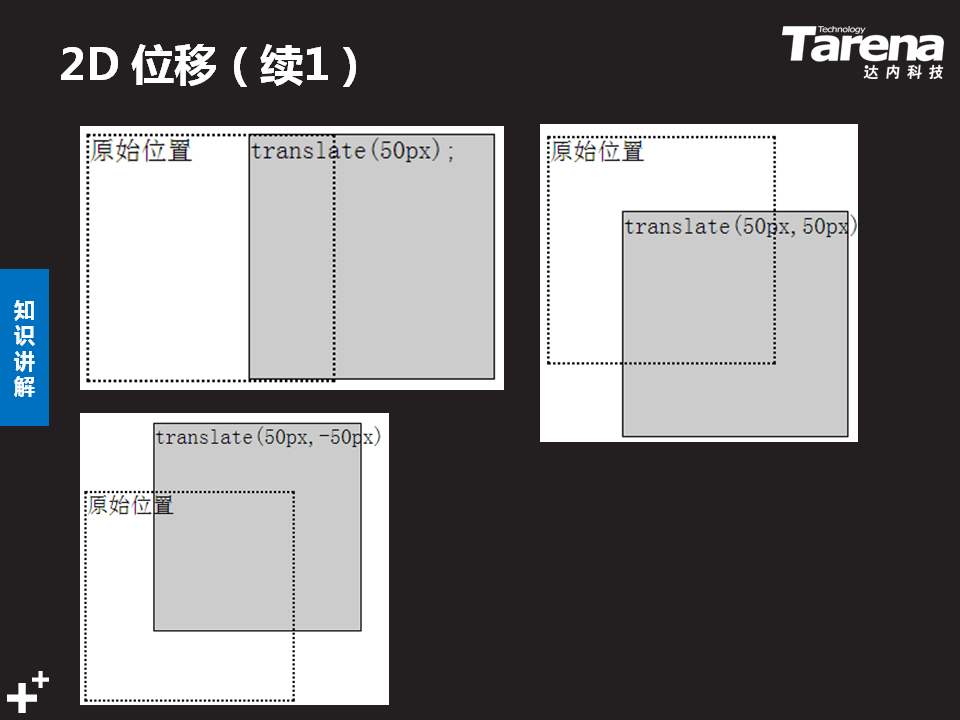 2D 位移（续1）
Technology
Tarena
达内科技
原始位置
translate(50px);
原始位置
translate(50px,50px)
知识讲解
translate(50px,-50px)
原始位置